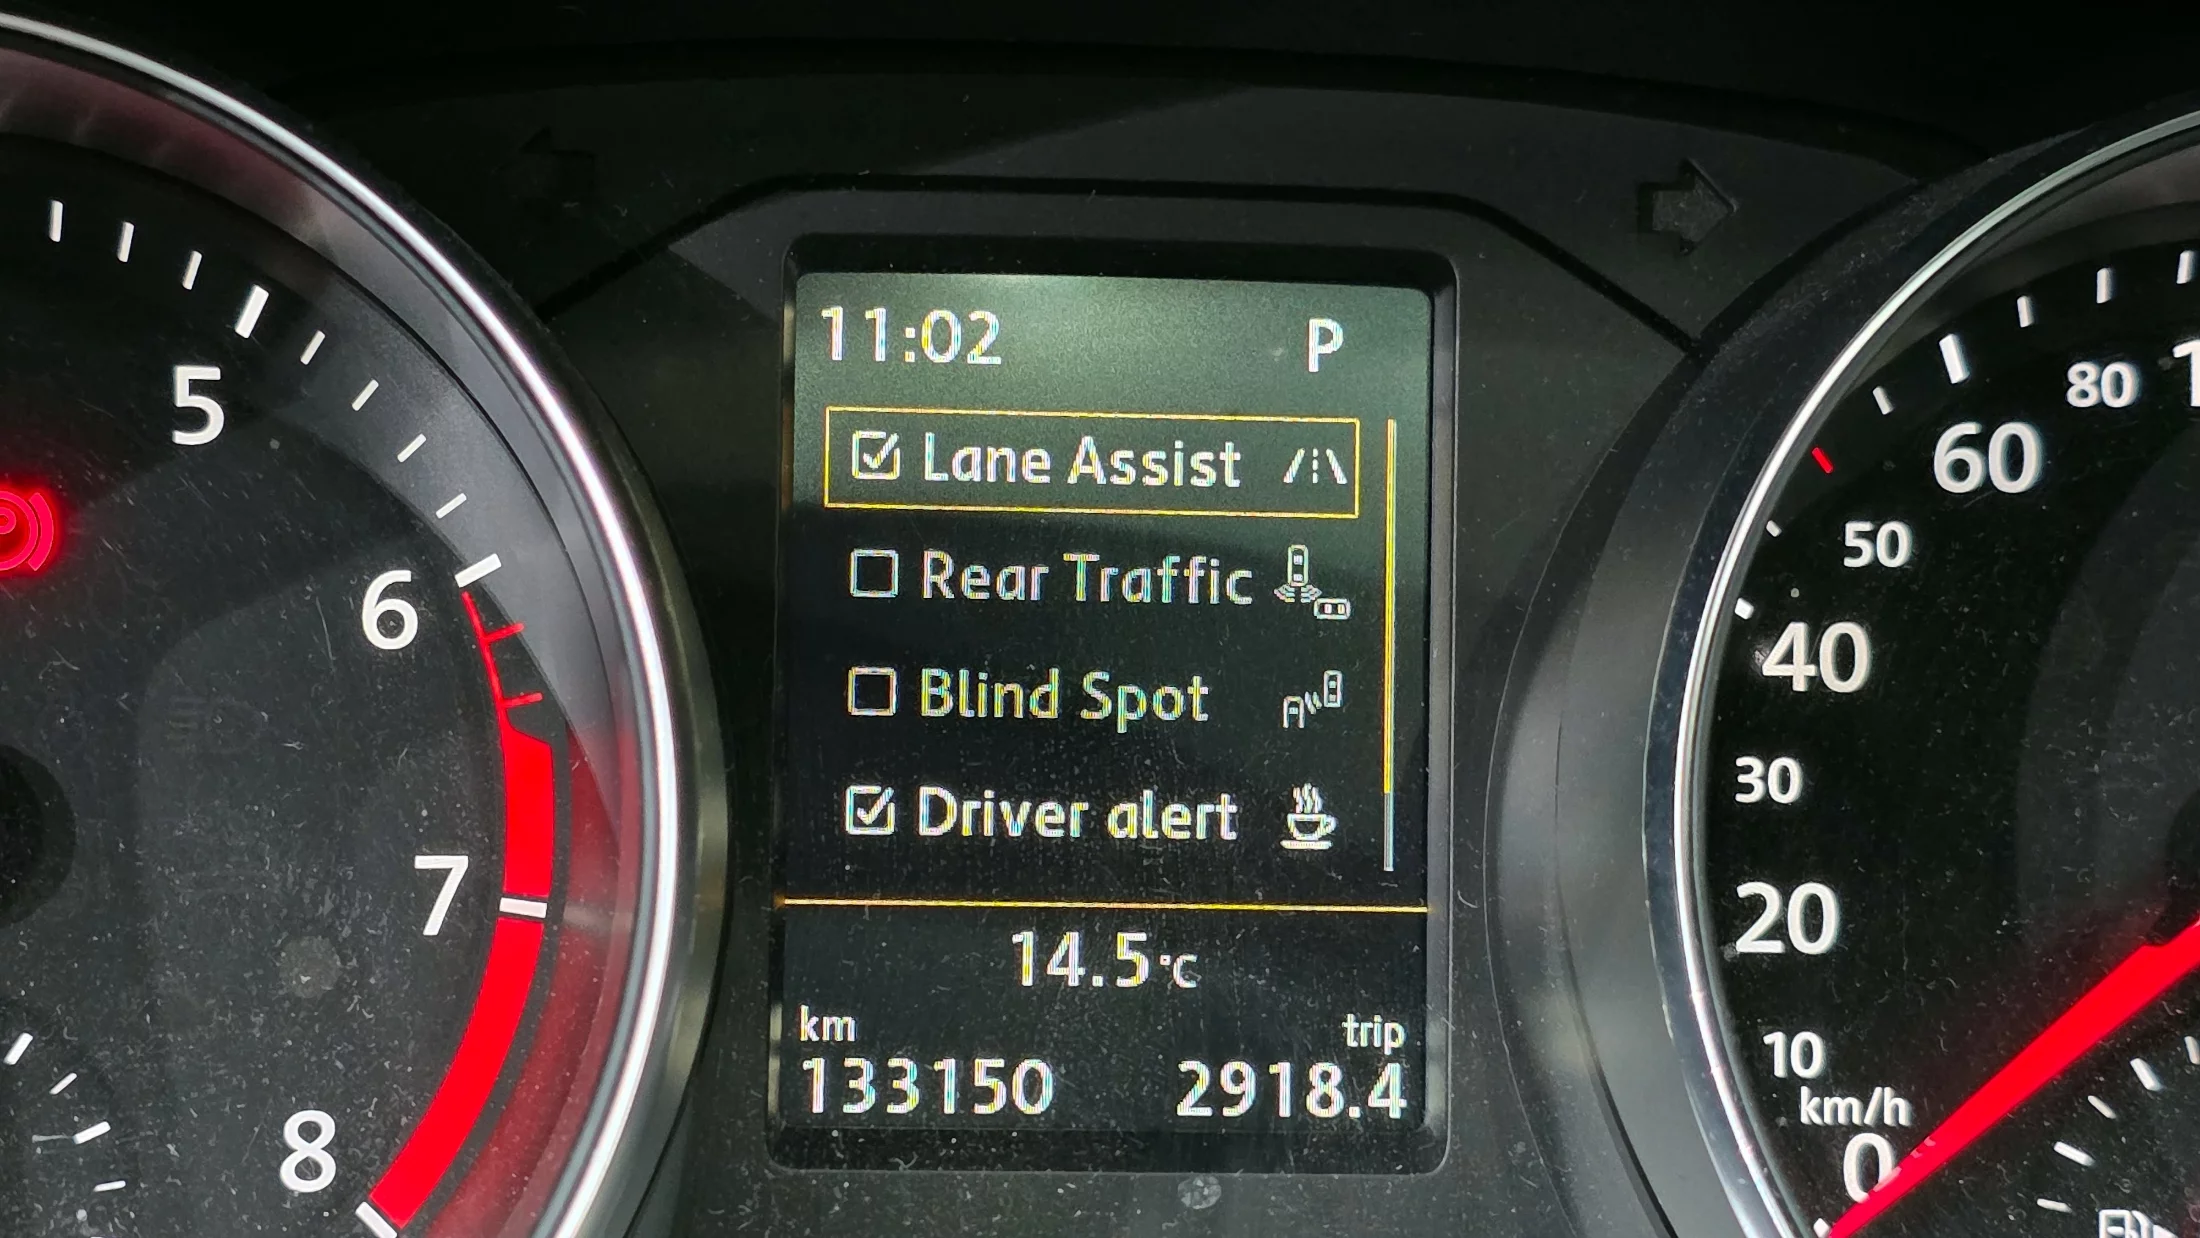 11:02 P
Lane Assist
Rear Traffic
Blind Spot
Driver alert
14.5°C
km trip
133150 2918.4
5
6
7
8
80
60
50
40
30
20
10
km/h
0